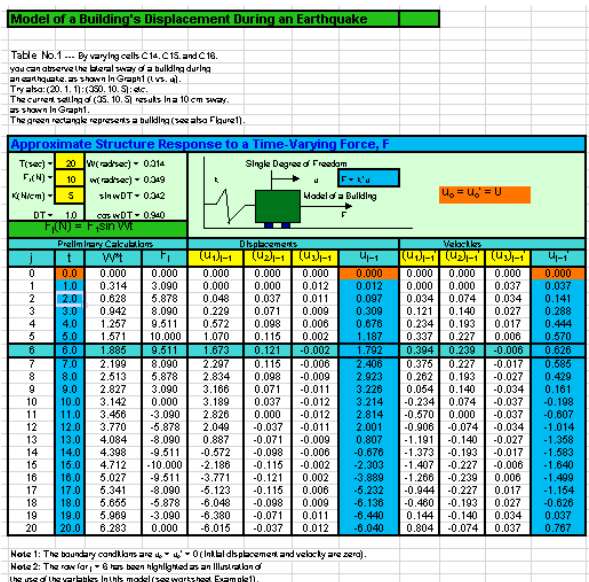 Model of a Building's Displacement During an Earthquake
Table No.1 --- By varying cells C14, C15, and C16,
you can observe the lateral sway of a building during
an earthquake, as shown in Graph1 (t vs. uⱼ).
Try also: (20, 1, 1); (350, 10, 5); etc.
The current setting of (35, 10, 5) results in a 10 cm sway,
as shown in Graph1.
The green rectangle represents a building (see also Figure1).
Approximate Structure Response to a Time-Varying Force, F
T(sec) = 20 W(rad/sec) = 0.314
F₁(N) = 10 w(rad/sec) = 0.349
K(N/cm) = 5 sinwDT = 0.342
DT = 1.0 cos wDT = 0.940
Fⱼ(N) = F₁sin Wt
Single Degree of Freedom
u
Model of a Building
F
u₀ = u₀' = 0
Preliminary Calculations Displacements Velocities
j t W*t Fⱼ (u₁)ⱼ₋₁ (u₂)ⱼ₋₁ (u₃)ⱼ₋₁ uⱼ₋₁ (u₁)ⱼ₋₁' (u₂)ⱼ₋₁' (u₃)ⱼ₋₁' uⱼ₋₁'
0 0.0 0.000 0.000 0.000 0.000 0.000 0.000 0.000 0.000 0.000 0.000
1 1.0 0.314 3.090 0.000 0.000 0.012 0.012 0.000 0.000 0.037 0.037
2 2.0 0.628 5.878 0.048 0.037 0.011 0.097 0.034 0.074 0.034 0.141
3 3.0 0.942 8.090 0.229 0.071 0.009 0.309 0.121 0.140 0.027 0.288
4 4.0 1.257 9.511 0.572 0.098 0.006 0.676 0.234 0.193 0.017 0.444
5 5.0 1.571 10.000 1.070 0.115 0.002 1.187 0.337 0.227 0.006 0.570
6 6.0 1.885 9.511 1.673 0.121 -0.002 1.792 0.394 0.239 -0.006 0.626
7 7.0 2.199 8.090 2.297 0.115 -0.006 2.406 0.375 0.227 -0.017 0.585
8 8.0 2.513 5.878 2.834 0.098 -0.009 2.923 0.262 0.193 -0.027 0.429
9 9.0 2.827 3.090 3.166 0.071 -0.011 3.226 0.054 0.140 -0.034 0.161
10 10.0 3.142 0.000 3.189 0.037 -0.012 3.214 -0.234 0.074 -0.037 -0.198
11 11.0 3.456 -3.090 2.826 0.000 -0.012 2.814 -0.570 0.000 -0.037 -0.607
12 12.0 3.770 -5.878 2.049 -0.037 -0.011 2.001 -0.906 -0.074 -0.034 -1.014
13 13.0 4.084 -8.090 0.887 -0.071 -0.009 0.807 -1.191 -0.140 -0.027 -1.358
14 14.0 4.398 -9.511 -0.572 -0.098 -0.006 -0.676 -1.373 -0.193 -0.017 -1.583
15 15.0 4.712 -10.000 -2.186 -0.115 -0.002 -2.303 -1.407 -0.227 -0.006 -1.640
16 16.0 5.027 -9.511 -3.771 -0.121 0.002 -3.889 -1.266 -0.239 0.006 -1.499
17 17.0 5.341 -8.090 -5.123 -0.115 0.006 -5.232 -0.944 -0.227 0.017 -1.154
18 18.0 5.655 -5.878 -6.048 -0.098 0.009 -6.136 -0.460 -0.193 0.027 -0.626
19 19.0 5.969 -3.090 -6.380 -0.071 0.011 -6.440 0.144 -0.140 0.034 0.037
20 20.0 6.283 0.000 -6.015 -0.037 0.012 -6.040 0.804 -0.074 0.037 0.767
Note 1: The boundary conditions are u₀ = u₀' = 0 (Initial displacement and velocity are zero).
Note 2: The row for j = 6 has been highlighted as an illustration of
the use of the variables in this model (see worksheet Example1).